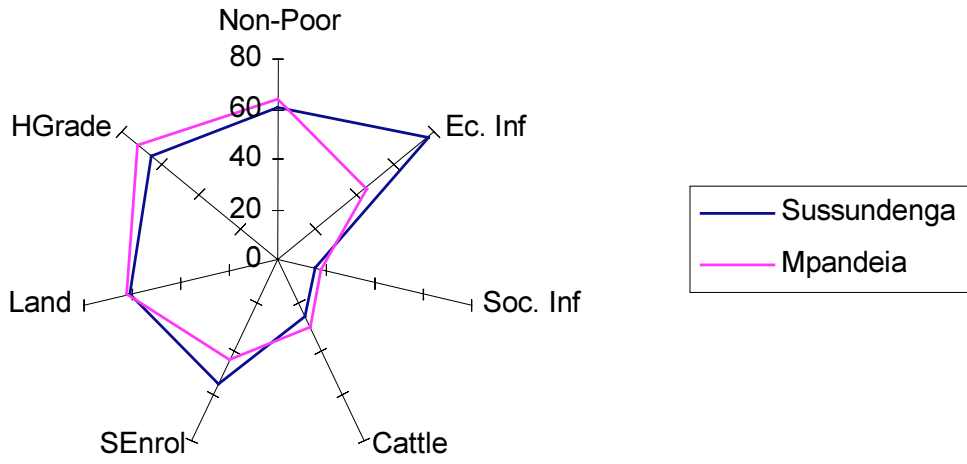 Non-Poor
80
60
40
20
0
HGrade
Ec. Inf
Land
Soc. Inf
SEnrol
Cattle
Sussundenga
Mpandeia